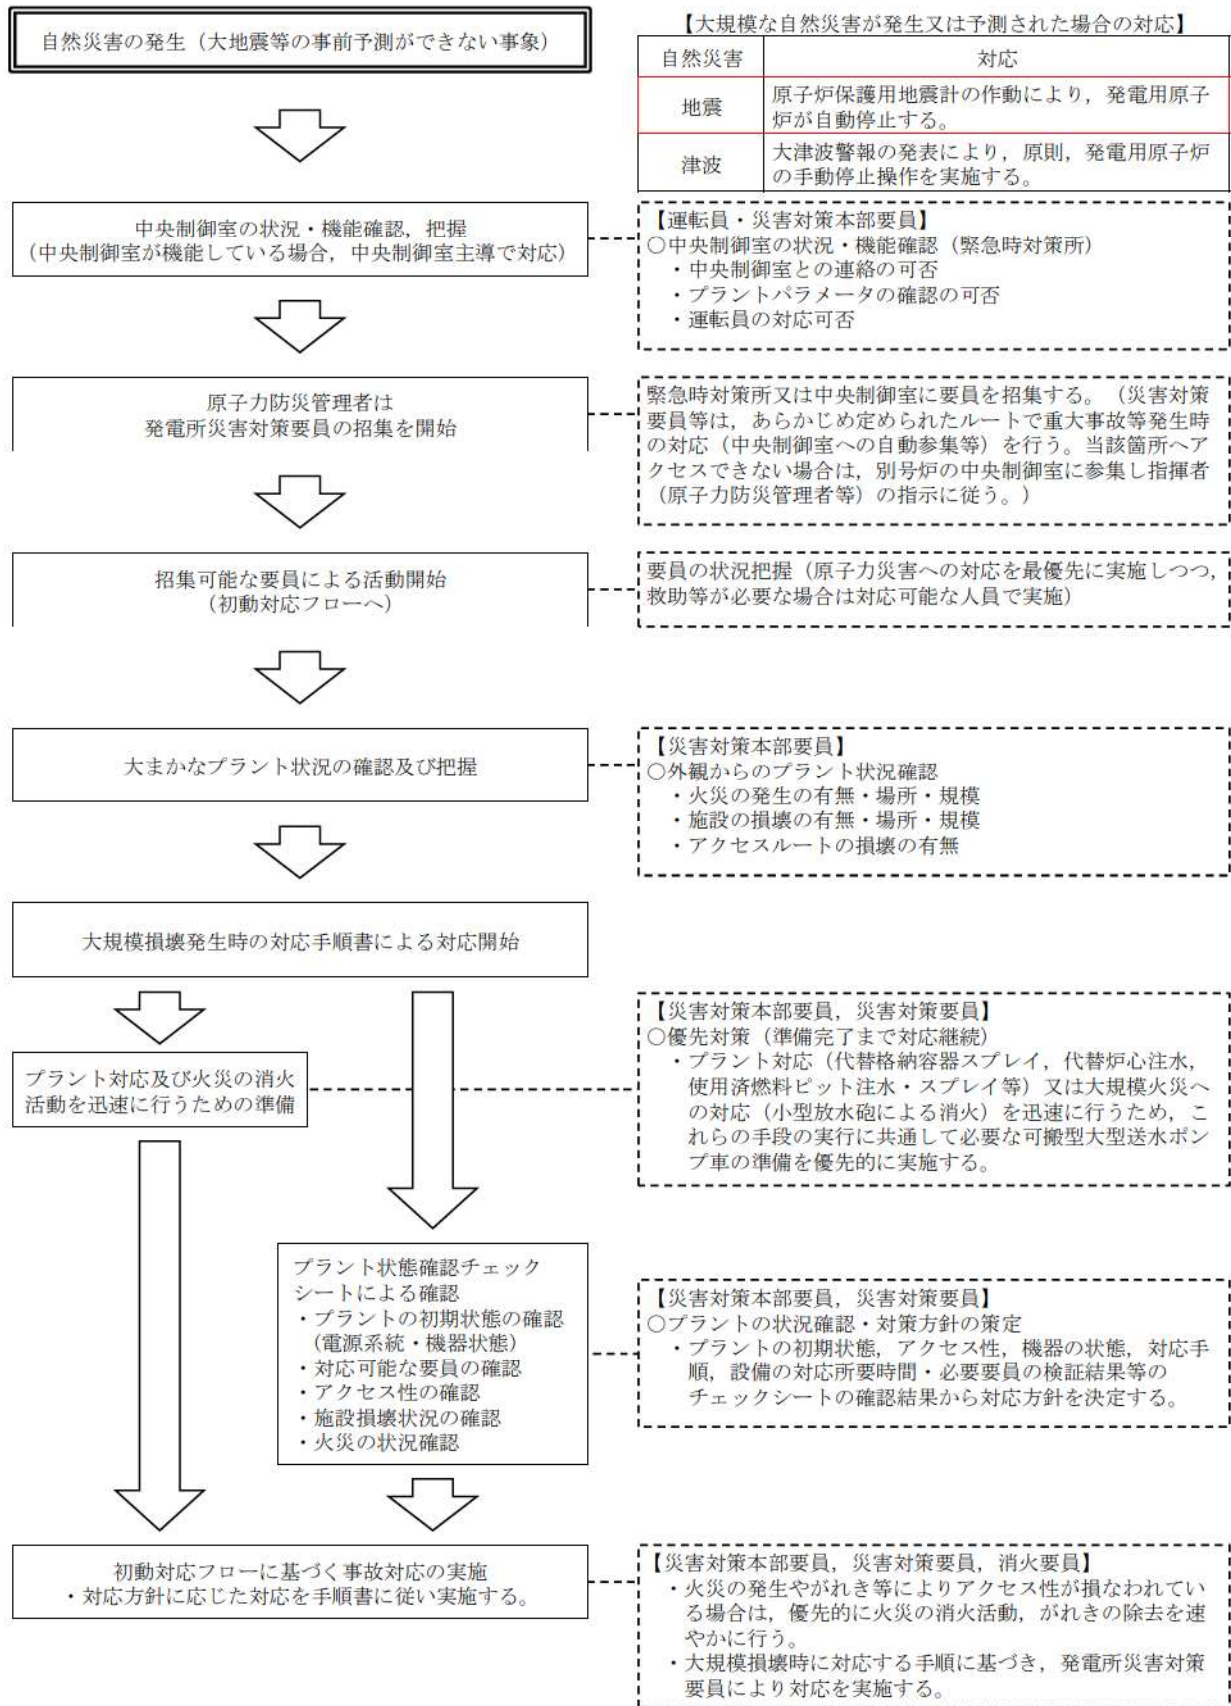 自然災害の発生（大地震等の事前予測ができない事象）
【大規模な自然災害が発生又は予測された場合の対応】
自然災害
対応
地震
原子炉保護用地震計の作動により，発電用原子
炉が自動停止する。
津波
大津波警報の発表により，原則，発電用原子炉
の手動停止操作を実施する。
中央制御室の状況・機能確認，把握
（中央制御室が機能している場合，中央制御室主導で対応）
【運転員・災害対策本部要員】
○中央制御室の状況・機能確認（緊急時対策所）
・中央制御室との連絡の可否
・プラントパラメータの確認の可否
・運転員の対応可否
原子力防災管理者は
発電所災害対策要員の招集を開始
緊急時対策所又は中央制御室に要員を招集する。（災害対策
要員等は，あらかじめ定められたルートで重大事故等発生時
の対応（中央制御室への自動参集等）を行う。当該箇所へア
クセスできない場合は，別号炉の中央制御室に参集し指揮者
（原子力防災管理者等）の指示に従う。）
招集可能な要員による活動開始
（初動対応フローへ）
要員の状況把握（原子力災害への対応を最優先に実施しつつ，
救助等が必要な場合は対応可能な人員で実施）
大まかなプラント状況の確認及び把握
【災害対策本部要員】
○外観からのプラント状況確認
・火災の発生の有無・場所・規模
・施設の損壊の有無・場所・規模
・アクセスルートの損壊の有無
大規模損壊発生時の対応手順書による対応開始
プラント対応及び火災の消火
活動を迅速に行うための準備
【災害対策本部要員，災害対策要員】
○優先対策（準備完了まで対応継続）
・プラント対応（代替格納容器スプレイ，代替炉心注水，
使用済燃料ピット注水・スプレイ等）又は大規模火災へ
の対応（小型放水砲による消火）を迅速に行うため，こ
れらの手段の実行に共通して必要な可搬型大型送水ポン
プ車の準備を優先的に実施する。
プラント状態確認チェック
シートによる確認
・プラントの初期状態の確認
（電源系統・機器状態）
・対応可能な要員の確認
・アクセス性の確認
・施設損壊状況の確認
・火災の状況確認
【災害対策本部要員，災害対策要員】
○プラントの状況確認・対策方針の策定
・プラントの初期状態，アクセス性，機器の状態，対応手
順，設備の対応所要時間・必要要員の検証結果等の
チェックシートの確認結果から対応方針を決定する。
初動対応フローに基づく事故対応の実施
・対応方針に応じた対応を手順書に従い実施する。
【災害対策本部要員，災害対策要員，消火要員】
・火災の発生やがれき等によりアクセス性が損なわれてい
る場合は，優先的に火災の消火活動，がれきの除去を速
やかに行う。
・大規模損壊時に対応する手順に基づき，発電所災害対策
要員により対応を実施する。